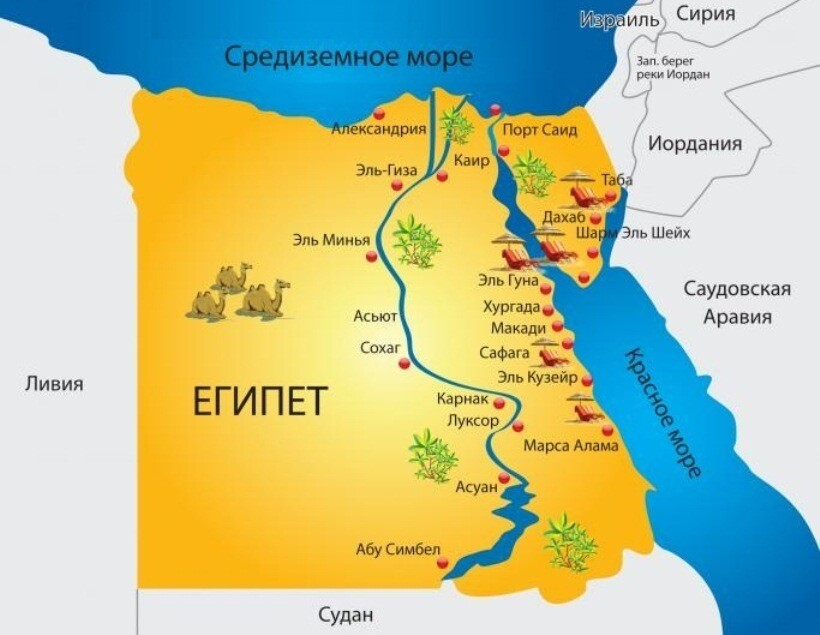 Израиль
Сирия
Средиземное море
Зап. берег
реки Иордан
Александрия
Порт Саид
Иордания
Каир
Эль-Гиза
Таба
Дахаб
Шарм Эль Шейх
Эль Минья
Эль Гуна
Саудовская
Аравия
Хургада
Асьют
Макади
Сохаг
Сафага
Эль Кузейр
Ливия
ЕГИПЕТ
Карнак
Красное море
Луксор
Марса Алама
Асуан
Абу Симбел
Судан